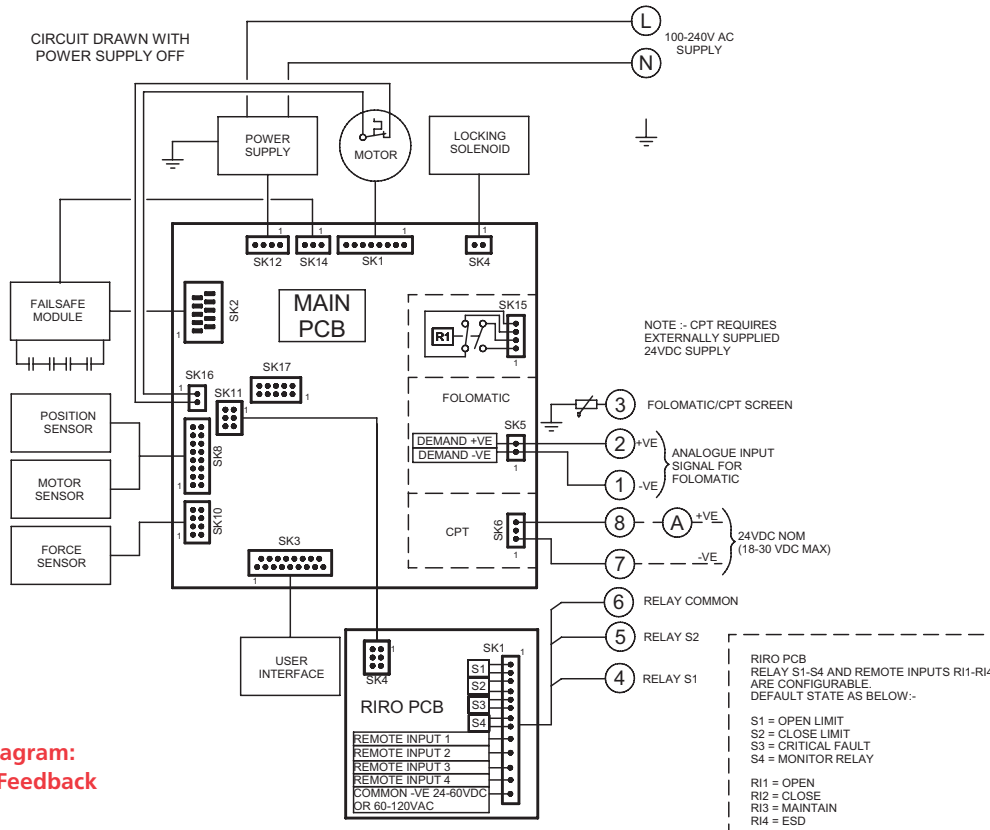 CIRCUIT DRAWN WITH
POWER SUPPLY OFF
L
100-240V AC
SUPPLY
N
POWER
SUPPLY
MOTOR
LOCKING
SOLENOID
1
1
1
1
SK12
SK14
SK1
SK4
FAILSAFE
MODULE
SK2
1
MAIN
PCB
SK15
R1
1
NOTE :- CPT REQUIRES
EXTERNALLY SUPPLIED
24VDC SUPPLY
SK16
1
SK17
1
SK11
1
FOLOMATIC
3
FOLOMATIC/CPT SCREEN
POSITION
SENSOR
SK8
1
SK5
DEMAND +VE
DEMAND -VE
1
2
+VE
1
-VE
ANALOGUE INPUT
SIGNAL FOR
FOLOMATIC
MOTOR
SENSOR
SK10
1
CPT
SK6
1
8
A
+VE
24VDC NOM
(18-30 VDC MAX)
7
-VE
FORCE
SENSOR
SK3
1
6
RELAY COMMON
5
RELAY S2
4
RELAY S1
USER
INTERFACE
1
SK4
SK1
1
S1
S2
S3
S4
RIRO PCB
REMOTE INPUT 1
REMOTE INPUT 2
REMOTE INPUT 3
REMOTE INPUT 4
COMMON -VE 24-60VDC
OR 60-120VAC
RIRO PCB
RELAY S1-S4 AND REMOTE INPUTS RI1-RI4
ARE CONFIGURABLE.
DEFAULT STATE AS BELOW:-
S1 = OPEN LIMIT
S2 = CLOSE LIMIT
S3 = CRITICAL FAULT
S4 = MONITOR RELAY
RI1 = OPEN
RI2 = CLOSE
RI3 = MAINTAIN
RI4 = ESD
agram:
Feedback